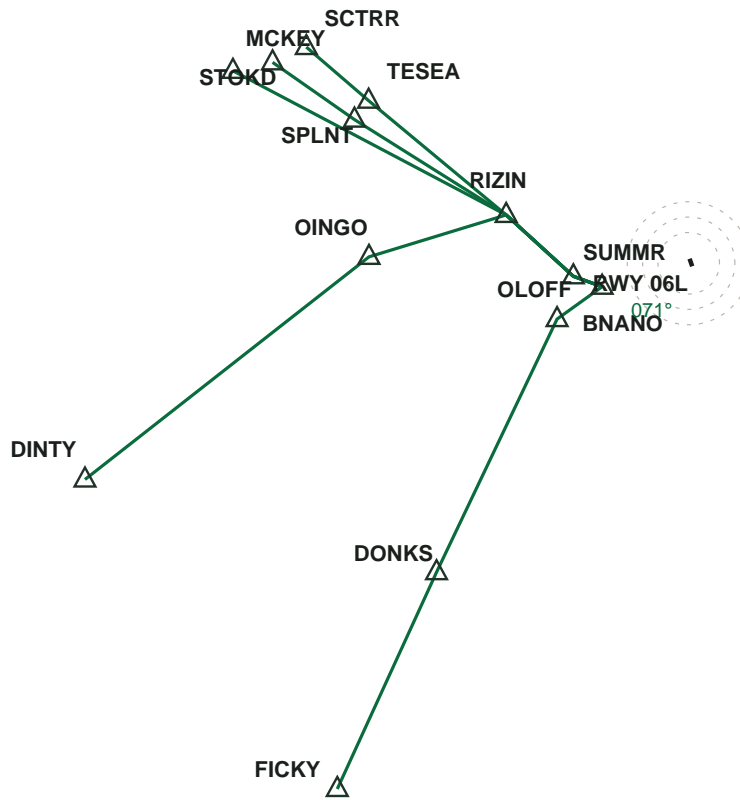 SCTRR
MCKEY
STOKD
TESEA
SPLNT
RIZIN
OINGO
SUMMR
OLOFF
RWY 06L
071°
BNANO
DINTY
DONKS
FICKY